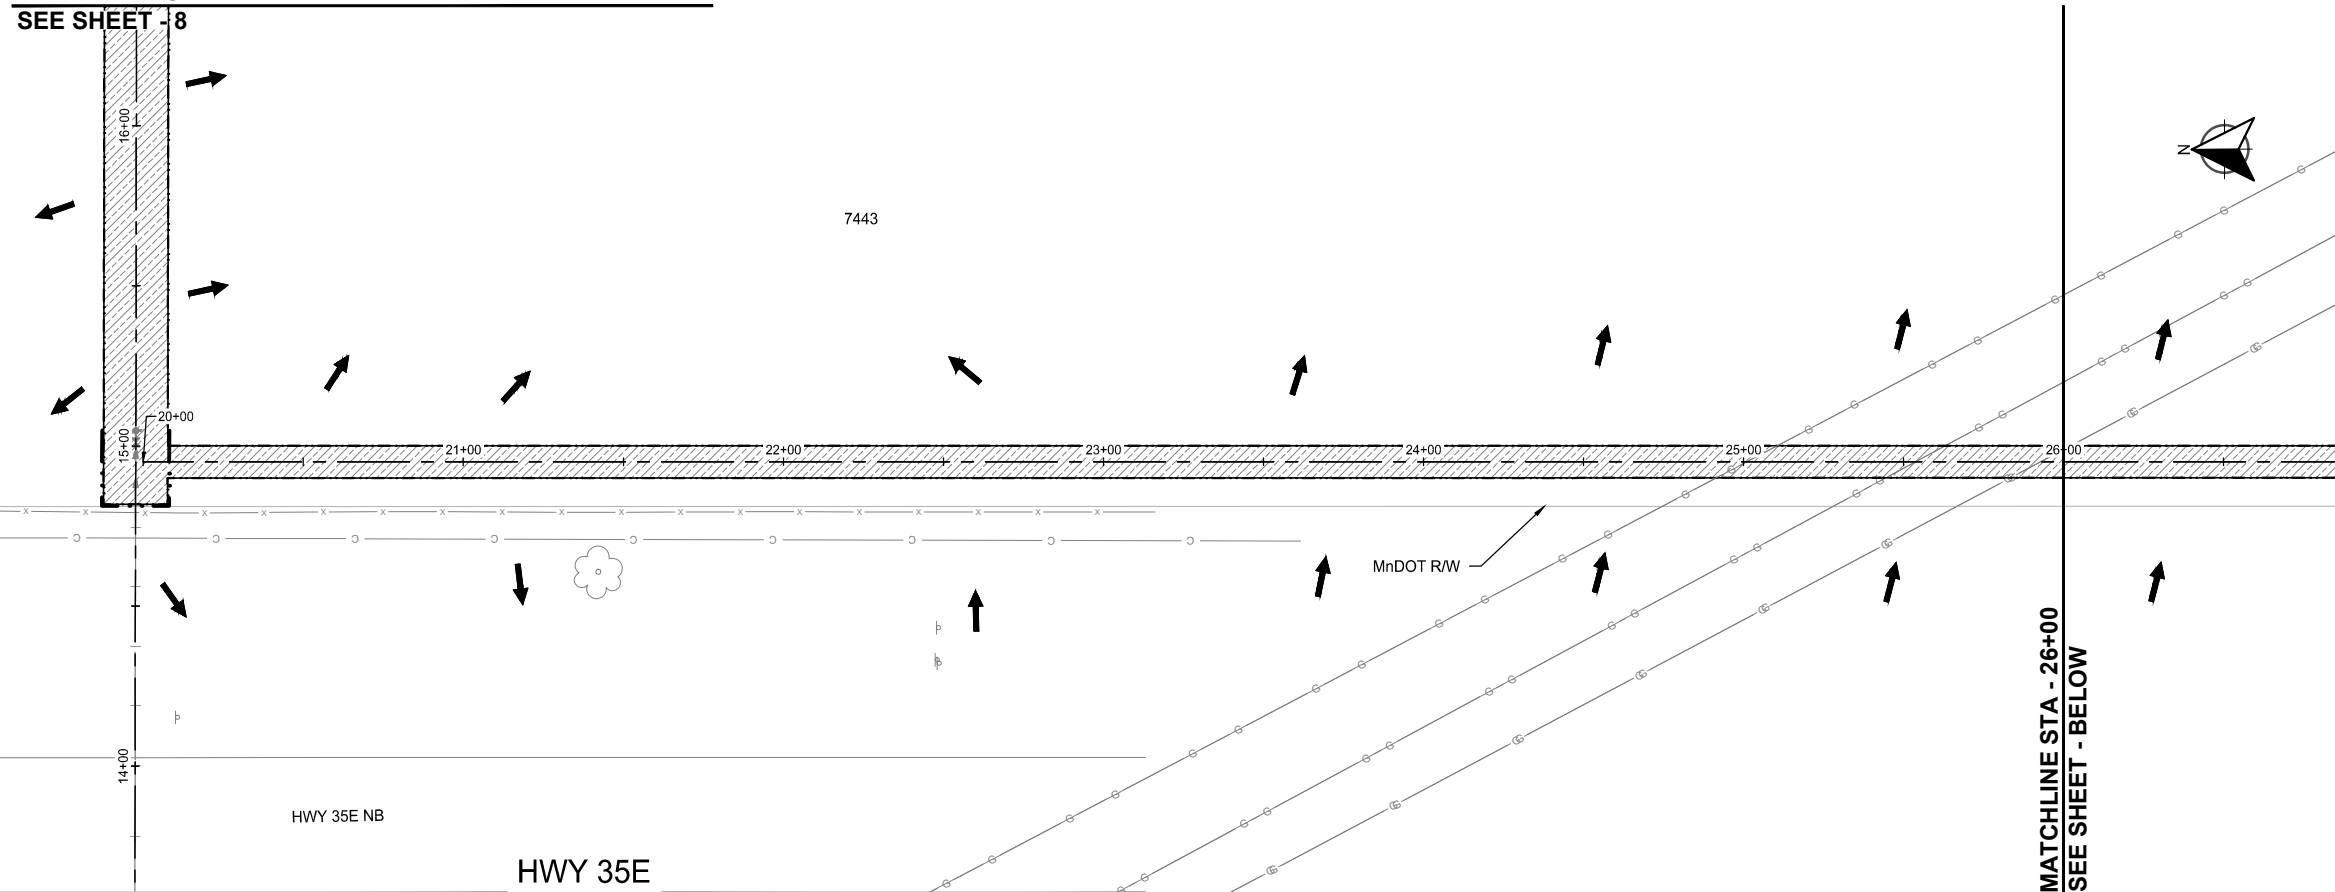 SEE SHEET - 8
16+00
N
7443
20+00
15+00
21+00
22+00
23+00
24+00
25+00
26+00
MnDOT R/W
14+00
HWY 35E NB
HWY 35E
MATCHLINE STA - 26+00
SEE SHEET - BELOW